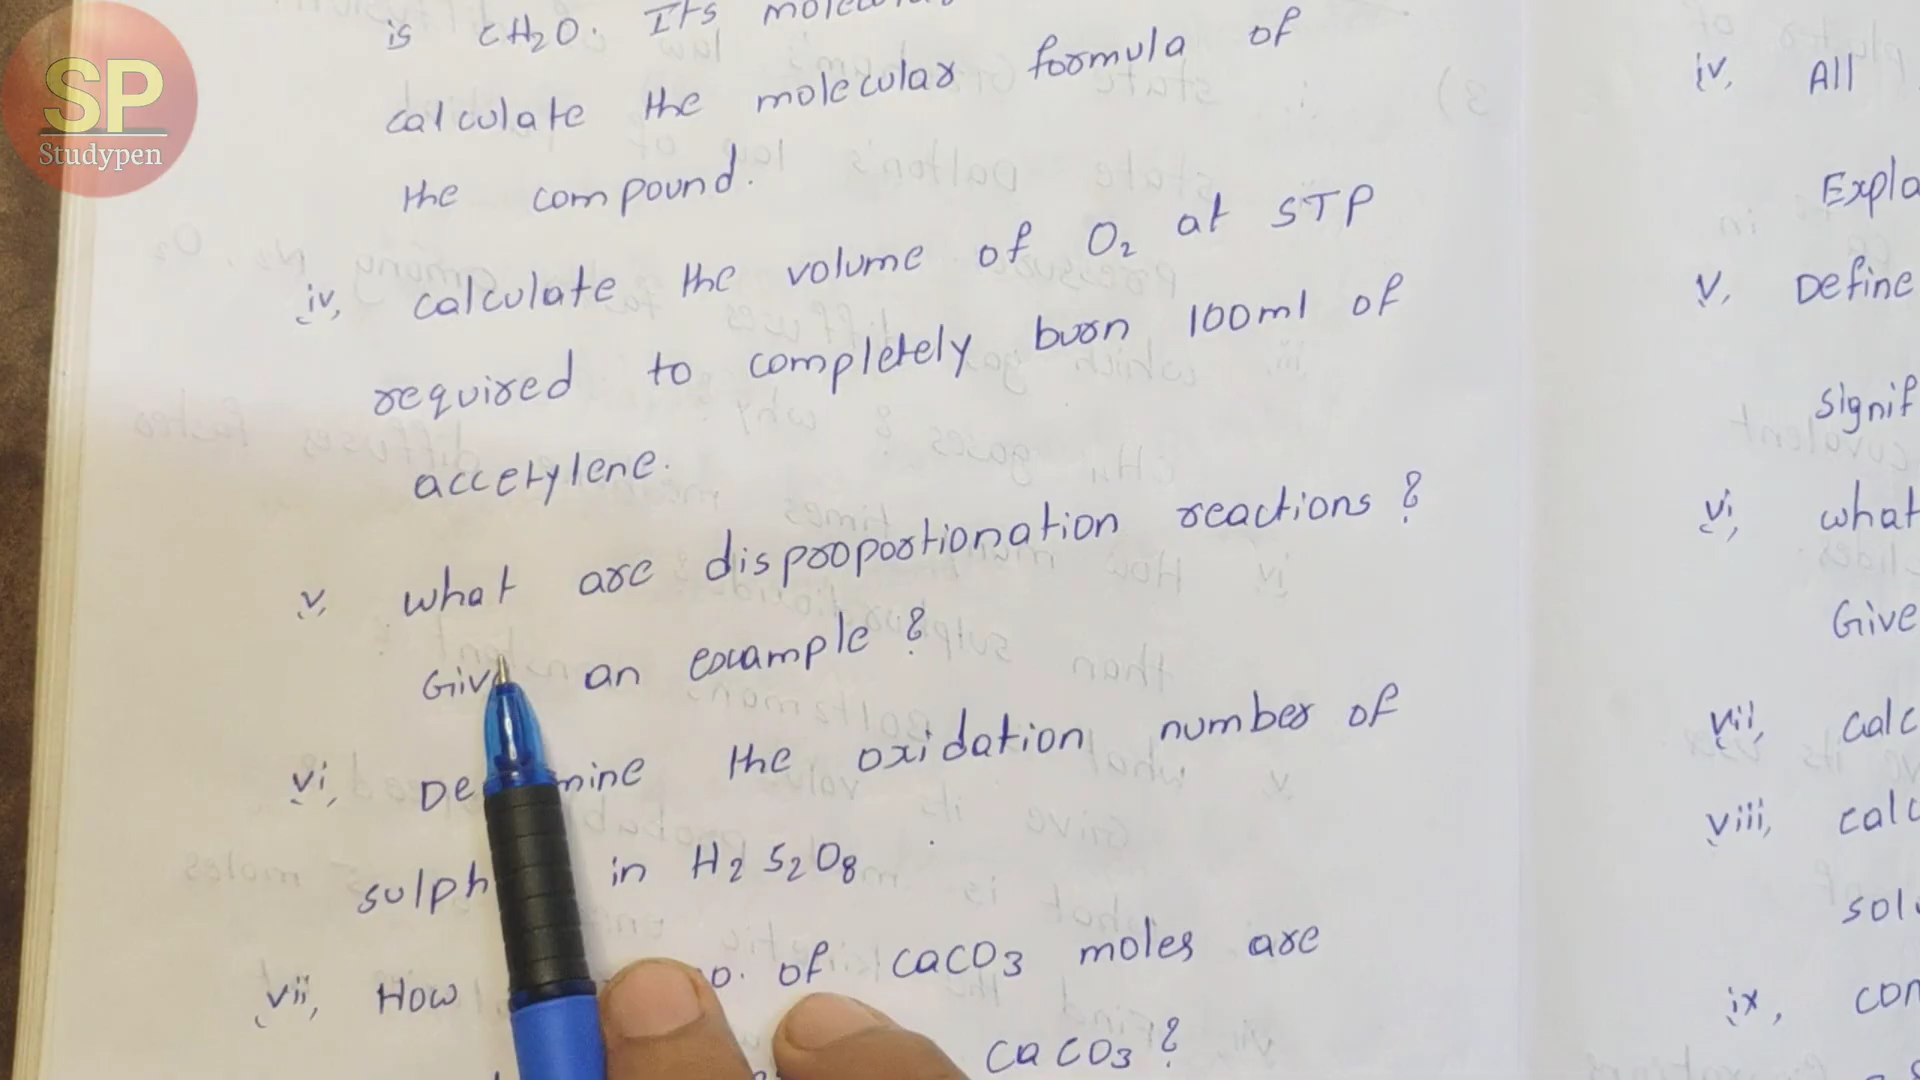 SP
Studypen
is CH2O. Its
calculate the molecular formula of
the compound.
iv, calculate the volume of O2 at STP
required to completely burn 100ml of
accetylene.
v, what are disproportionation reactions?
Give an example?
vi, De mine the oxidation number of
sulph in H2S2O8
vii, How o. of CaCO3 moles are
CaCO3?
iv, All
Expla
v, Define
Signif
vi, what
Give
vii, calc
viii, calc
sol
ix, con